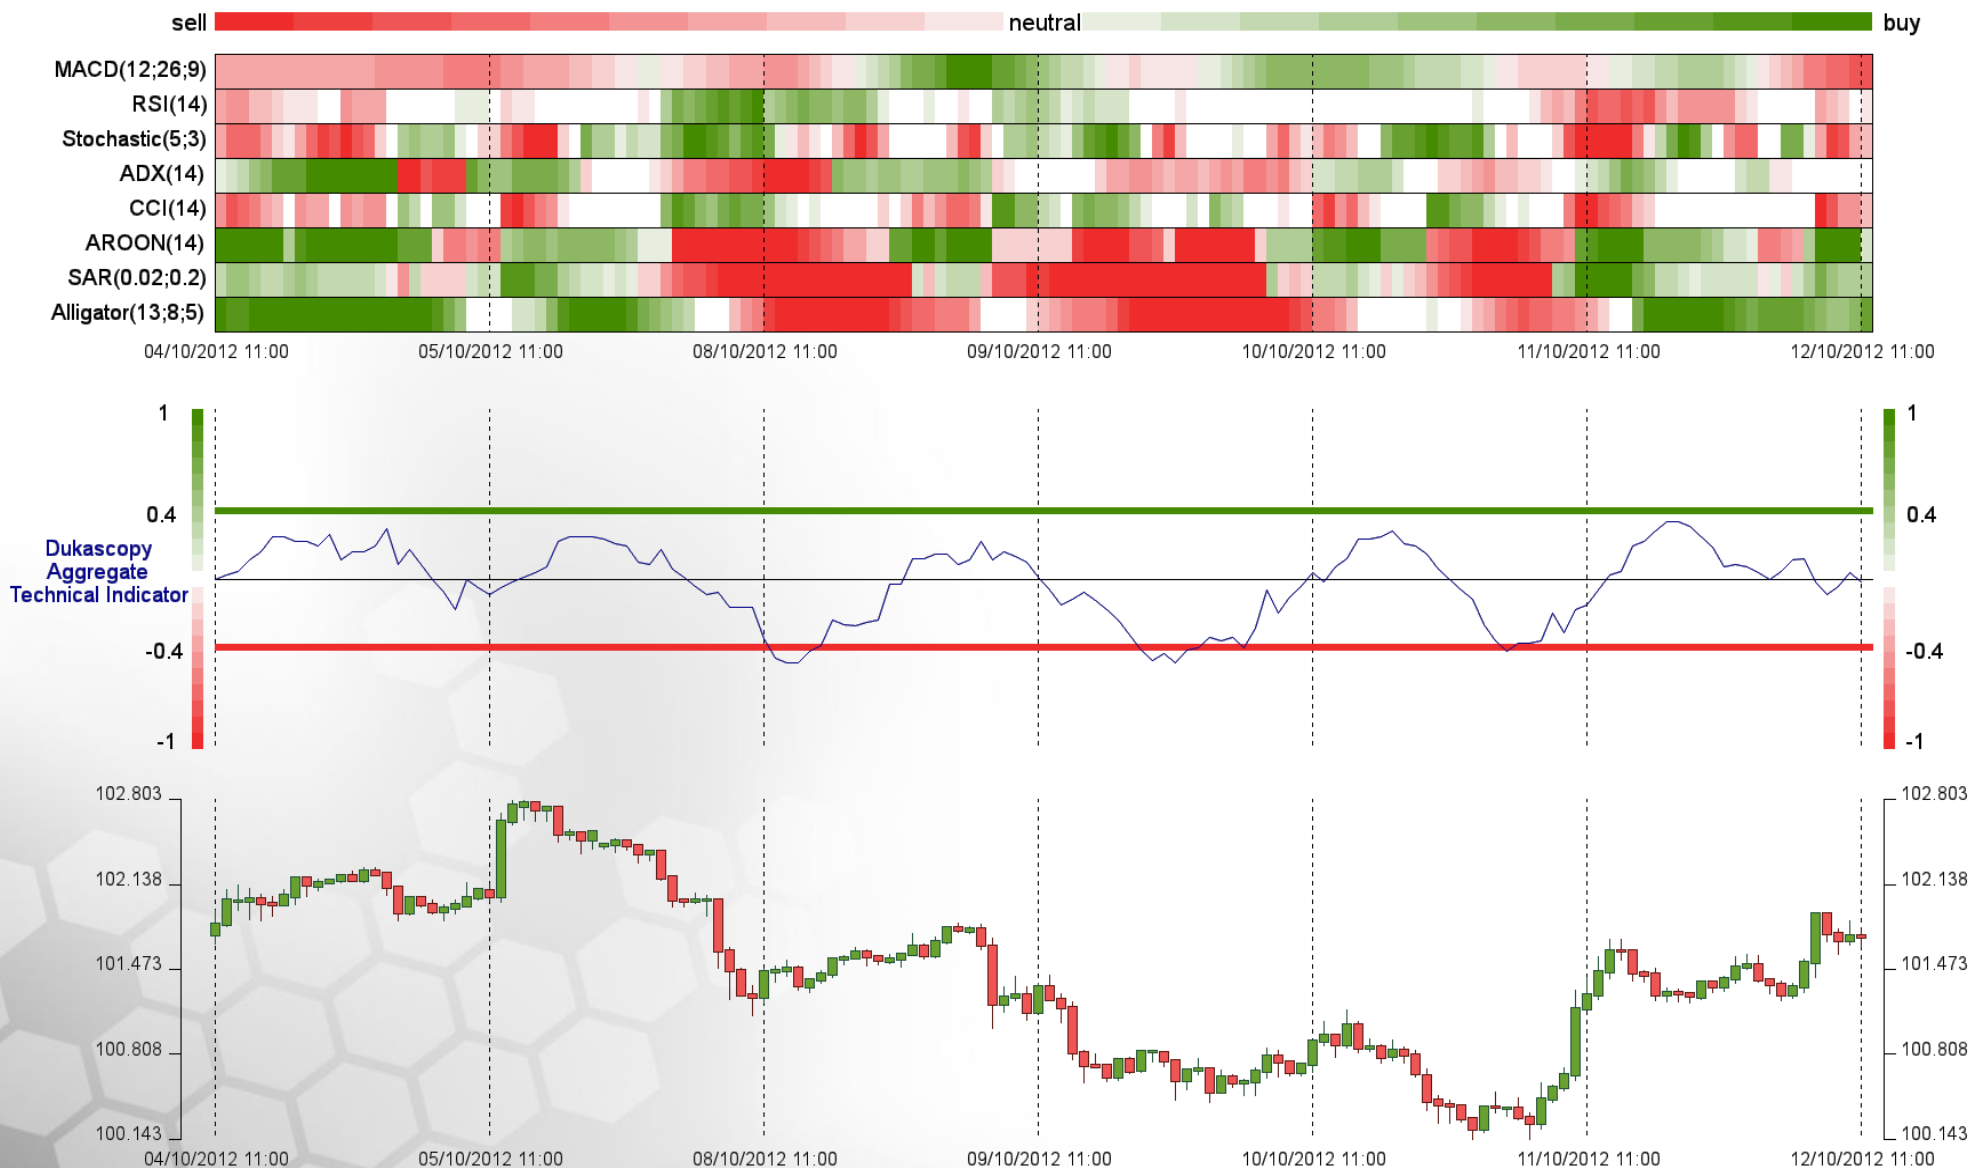 sell neutral buy
MACD(12;26;9)
RSI(14)
Stochastic(5;3)
ADX(14)
CCI(14)
AROON(14)
SAR(0.02;0.2)
Alligator(13;8;5)
04/10/2012 11:00 05/10/2012 11:00 08/10/2012 11:00 09/10/2012 11:00 10/10/2012 11:00 11/10/2012 11:00 12/10/2012 11:00
1 1
0.4 0.4
Dukascopy
Aggregate
Technical Indicator
-0.4 -0.4
-1 -1
102.803 102.803
102.138 102.138
101.473 101.473
100.808 100.808
100.143 100.143
04/10/2012 11:00 05/10/2012 11:00 08/10/2012 11:00 09/10/2012 11:00 10/10/2012 11:00 11/10/2012 11:00 12/10/2012 11:00